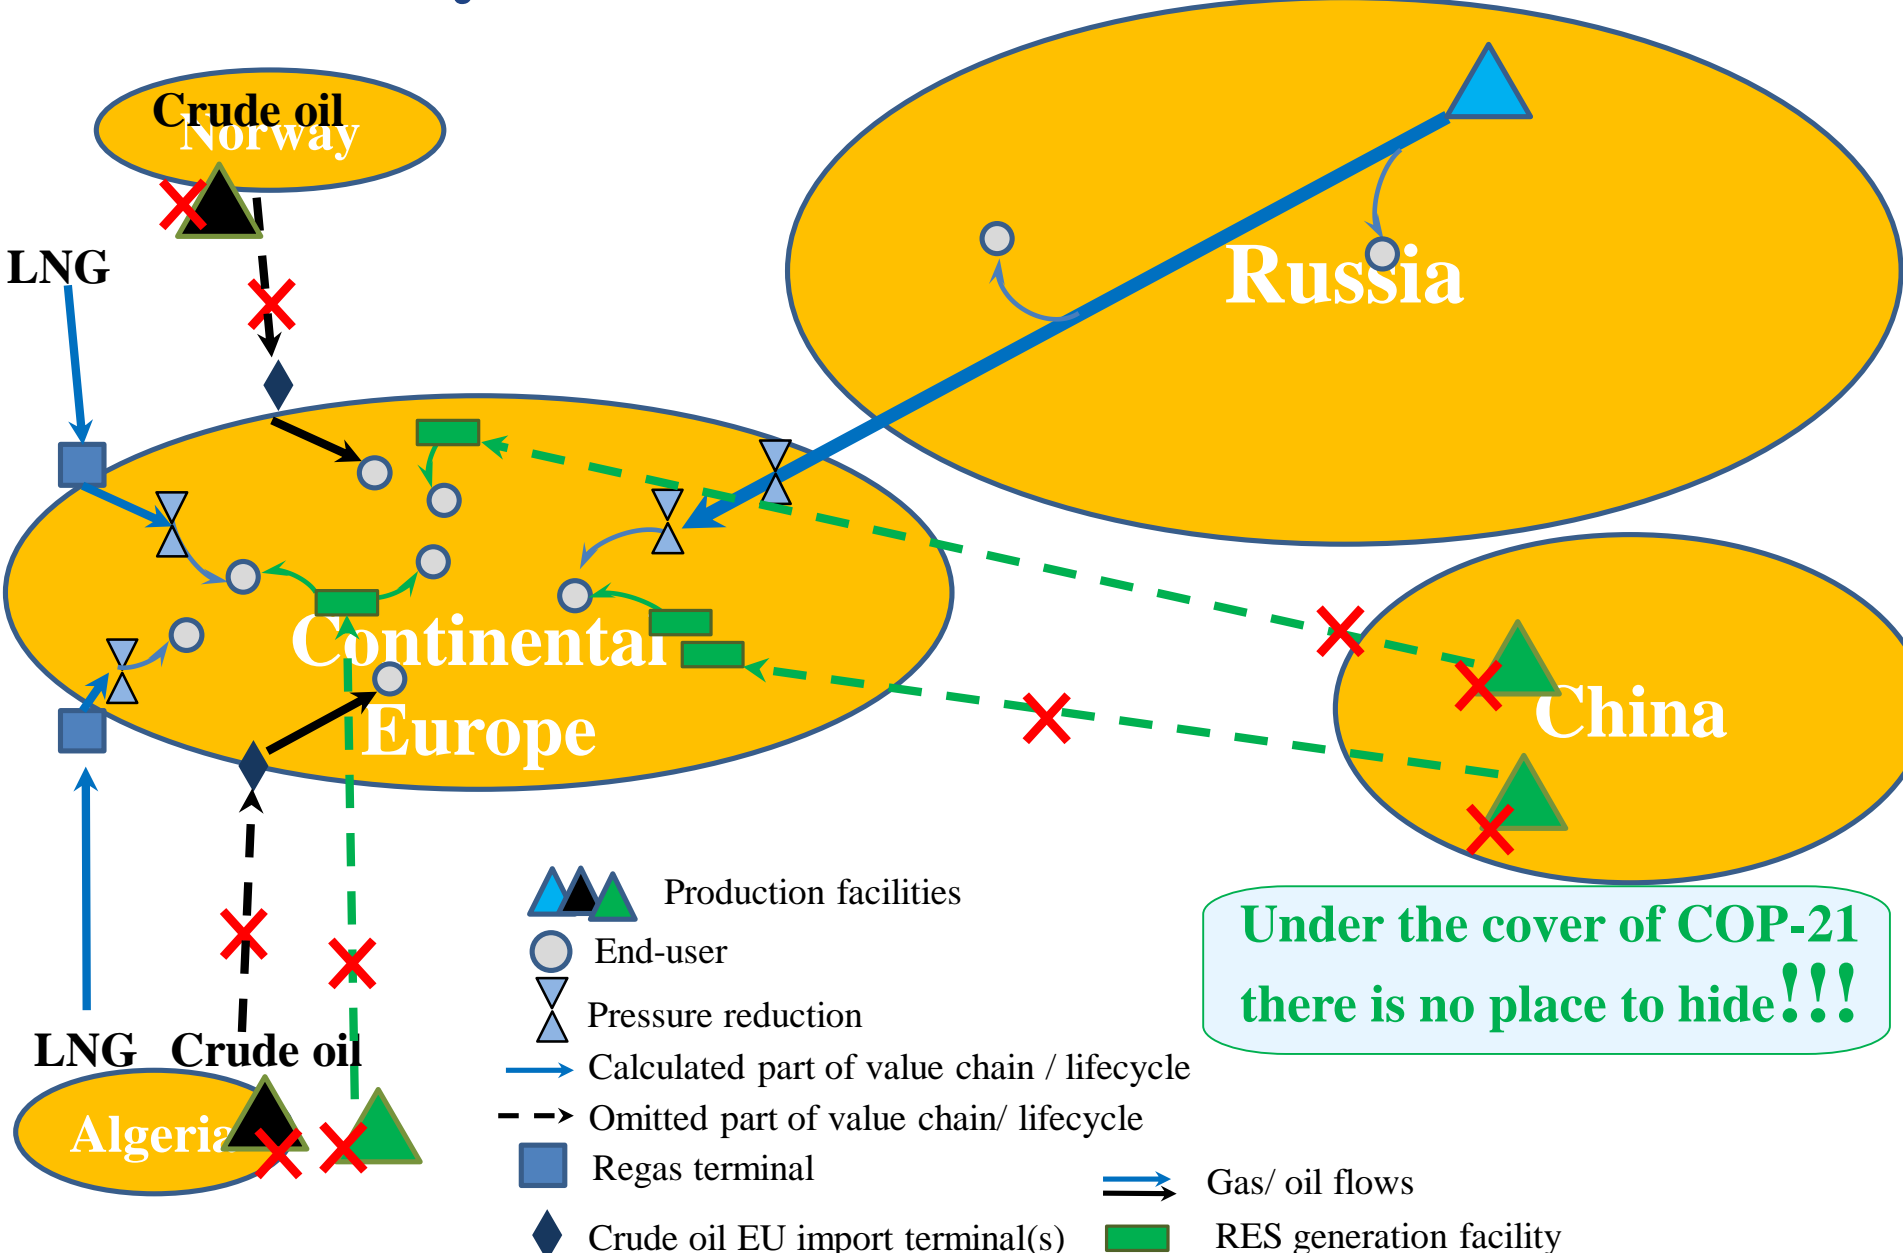 Crude oil
Norway
LNG
Russia
Continental
Europe
China
Under the cover of COP-21
there is no place to hide!!!
LNG Crude oil
Algeria
Production facilities
End-user
Pressure reduction
Calculated part of value chain / lifecycle
Omitted part of value chain/ lifecycle
Regas terminal
Gas/ oil flows
Crude oil EU import terminal(s)
RES generation facility